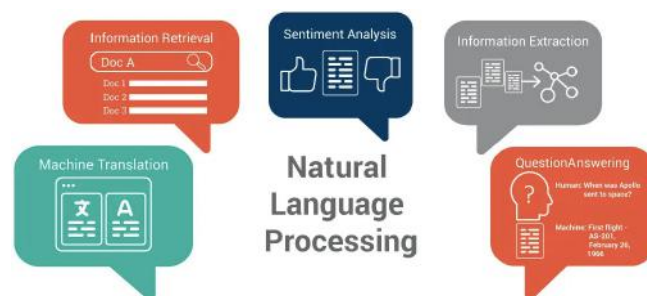 Information Retrieval
Doc A
Doc 1
Doc 2
Doc 3
Sentiment Analysis
Information Extraction
Machine Translation
文 A
Natural
Language
Processing
QuestionAnswering
?
Human: When was Apollo
sent to space?
Machine: First flight -
AS-201,
February 26,
1966